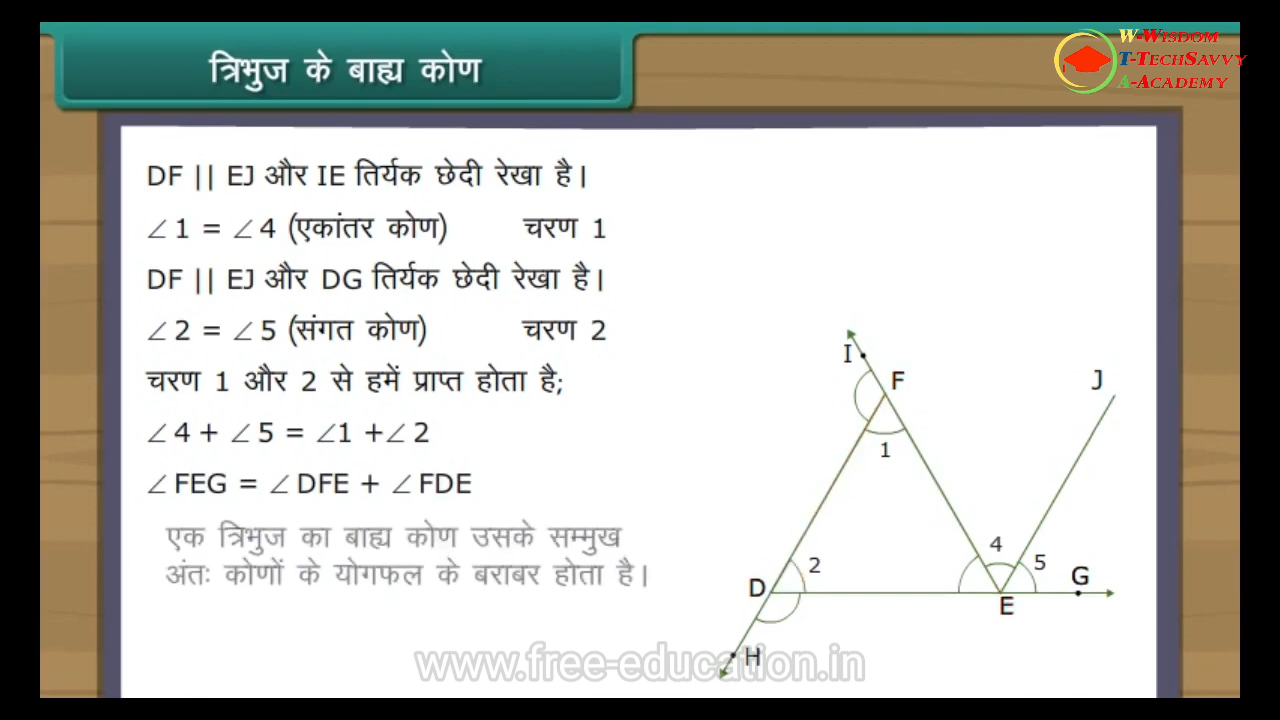 त्रिभुज के बाह्य कोण
W-WISDOM
T-TECHSAVVY
A-ACADEMY
DF || EJ और IE तिर्यक छेदी रेखा है।
∠1 = ∠4 (एकांतर कोण) चरण 1
DF || EJ और DG तिर्यक छेदी रेखा है।
∠2 = ∠5 (संगत कोण) चरण 2
चरण 1 और 2 से हमें प्राप्त होता है;
∠4 + ∠5 = ∠1 +∠2
∠FEG = ∠DFE + ∠FDE
एक त्रिभुज का बाह्य कोण उसके सम्मुख
अंतः कोणों के योगफल के बराबर होता है।
I
F
J
1
4
2
5
D
G
E
H
www.free-education.in